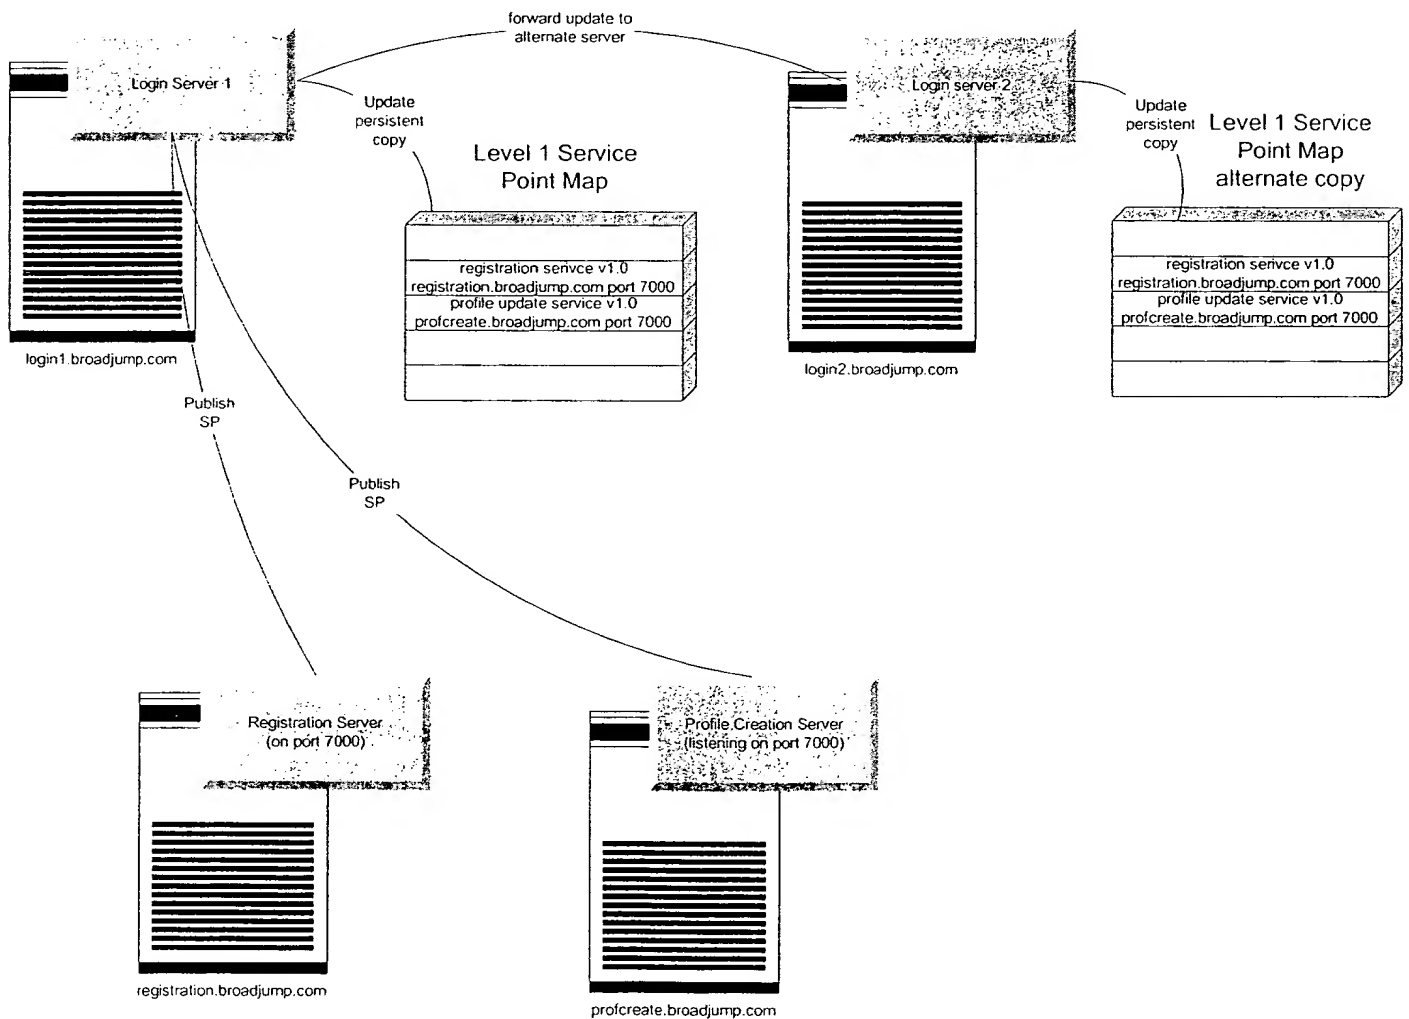 forward update to
alternate server
Login Server 1
Login server 2
Update
persistent
copy
Update
persistent
copy
Level 1 Service
Point Map
Level 1 Service
Point Map
alternate copy
registration serivce v1.0
registration.broadjump.com port 7000
profile update service v1.0
profcreate.broadjump.com port 7000
registration serivce v1.0
registration.broadjump.com port 7000
profile update service v1.0
profcreate.broadjump.com port 7000
login1.broadjump.com
login2.broadjump.com
Publish
SP
Publish
SP
Registration Server
(on port 7000)
Profile Creation Server
(listening on port 7000)
registration.broadjump.com
profcreate.broadjump.com